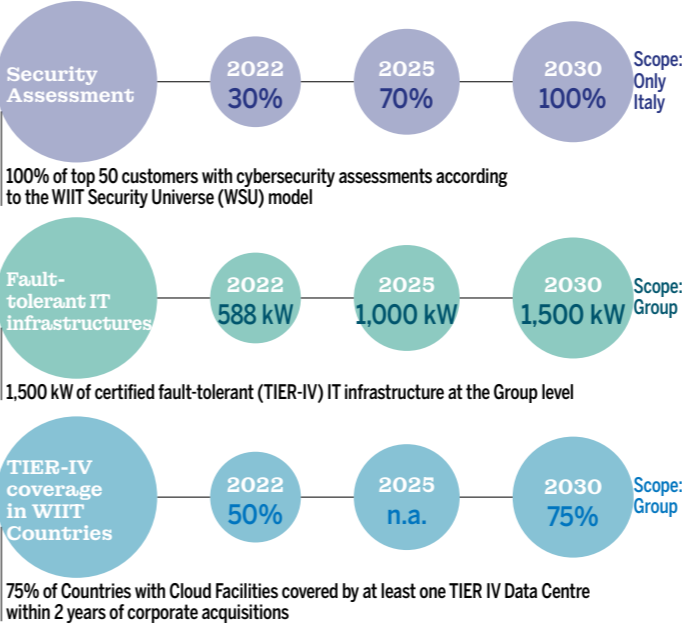 Security
Assessment
2022
30%
2025
70%
2030
100%
Scope:
Only
Italy
100% of top 50 customers with cybersecurity assessments according
to the WIIT Security Universe (WSU) model
Fault-
tolerant IT
infrastructures
2022
588 kW
2025
1,000 kW
2030
1,500 kW
Scope:
Group
1,500 kW of certified fault-tolerant (TIER-IV) IT infrastructure at the Group level
TIER-IV
coverage
in WIIT
Countries
2022
50%
2025
n.a.
2030
75%
Scope:
Group
75% of Countries with Cloud Facilities covered by at least one TIER IV Data Centre
within 2 years of corporate acquisitions